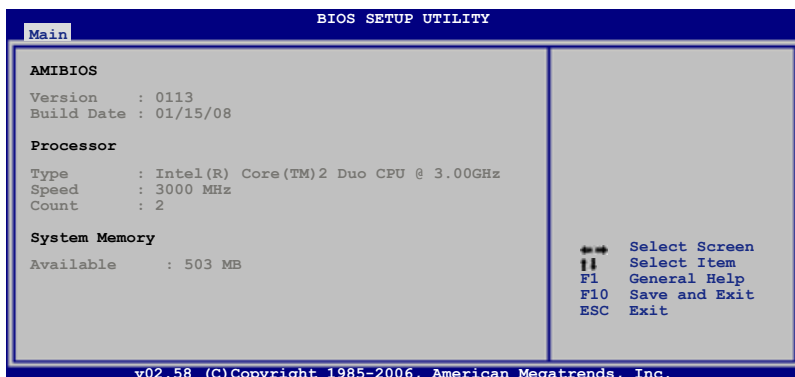 BIOS SETUP UTILITY
Main
AMIBIOS
Version : 0113
Build Date : 01/15/08
Processor
Type : Intel(R) Core(TM)2 Duo CPU @ 3.00GHz
Speed : 3000 MHz
Count : 2
System Memory
Available : 503 MB
←→ Select Screen
↑↓ Select Item
F1 General Help
F10 Save and Exit
ESC Exit
v02.58 (C)Copyright 1985-2006, American Megatrends, Inc.